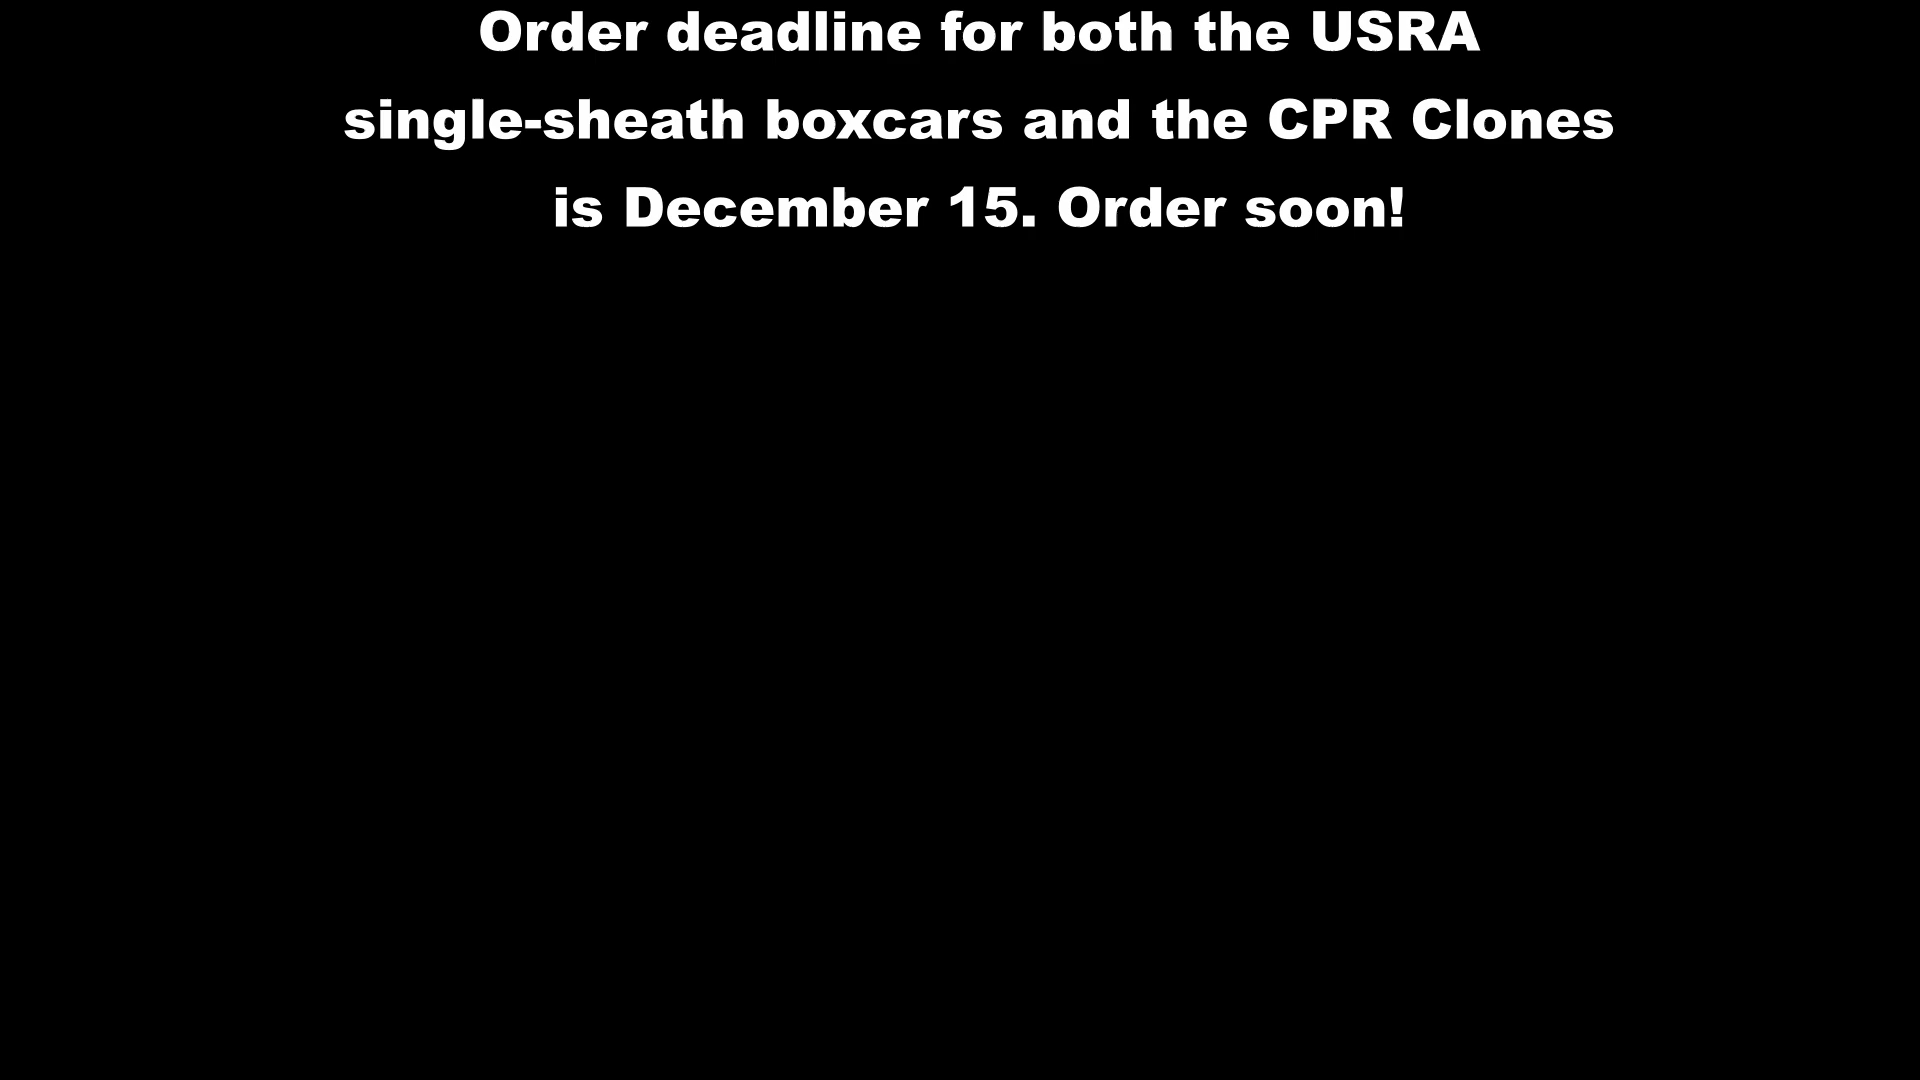 Order deadline for both the USRA
single-sheath boxcars and the CPR Clones
is December 15. Order soon!